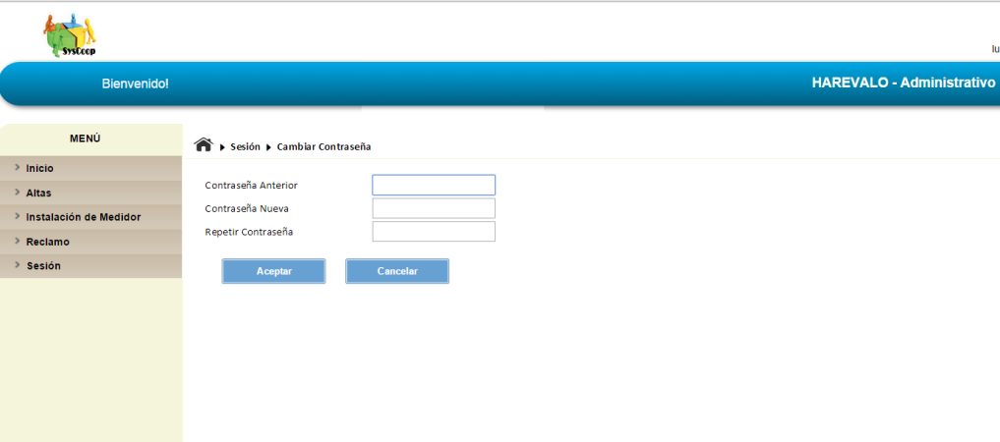 SysCoop
lu
Bienvenido!
HAREVALO - Administrativo
MENÚ
Inicio
Altas
Instalación de Medidor
Reclamo
Sesión
Sesión Cambiar Contraseña
Contraseña Anterior
Contraseña Nueva
Repetir Contraseña
Aceptar Cancelar